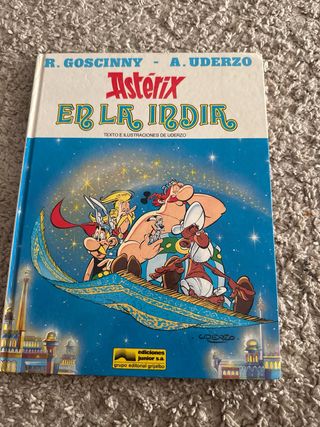 R. GOSCINNY - A. UDERZO
Astérix
EN LA INDIA
TEXTO E ILUSTRACIONES DE UDERZO
UDERZO
ediciones
junior s.a.
grupo editorial grijalbo